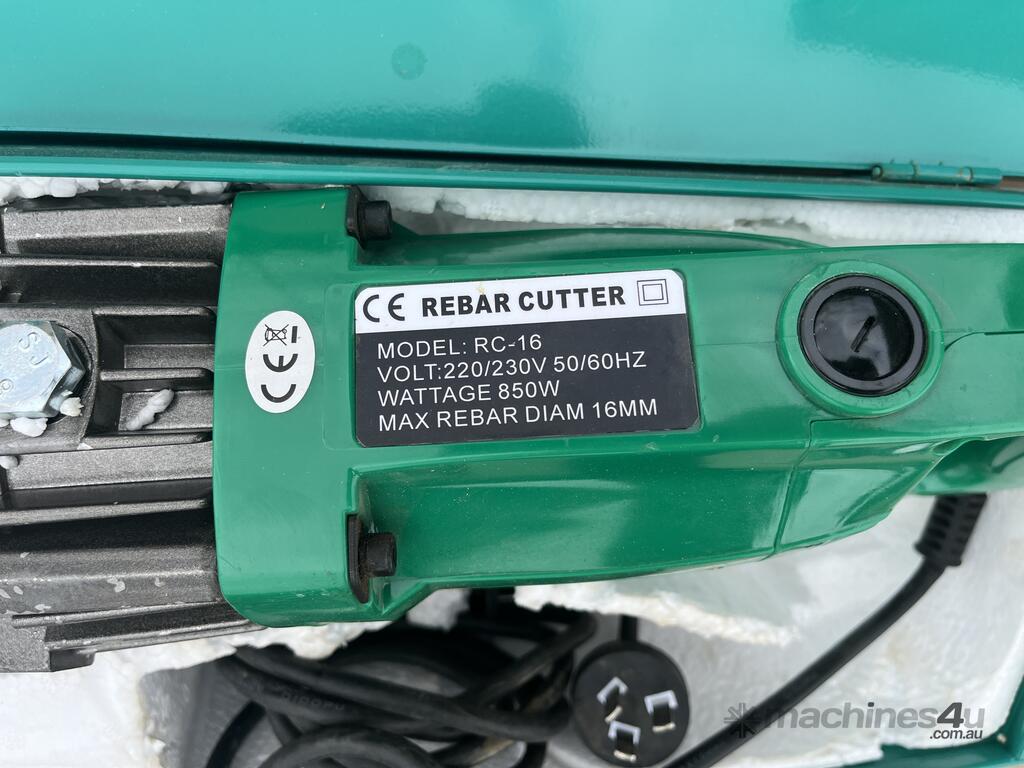 CE REBAR CUTTER
MODEL: RC-16
VOLT:220/230V 50/60HZ
WATTAGE 850W
MAX REBAR DIAM 16MM
CE
machines4u
.com.au